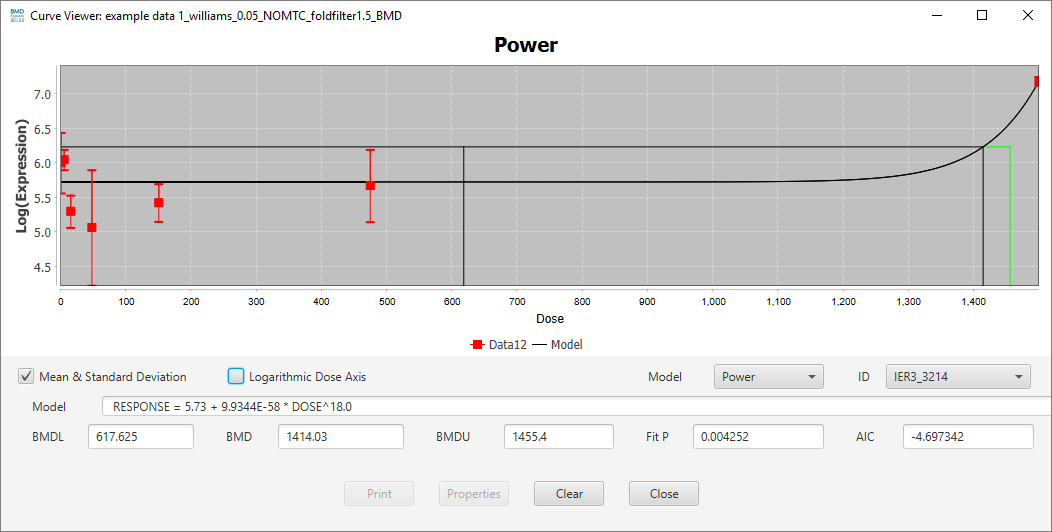 BMD
Curve Viewer: example data 1_williams_0.05_NOMTC_foldfilter1.5_BMD
Power
Log(Expression)
7.0
6.5
6.0
5.5
5.0
4.5
0 100 200 300 400 500 600 700 800 900 1,000 1,100 1,200 1,300 1,400
Dose
Data12 Model
Mean & Standard Deviation Logarithmic Dose Axis Model Power ID IER3_3214
Model RESPONSE = 5.73 + 9.9344E-58 * DOSE^18.0
BMDL 617.625 BMD 1414.03 BMDU 1455.4 Fit P 0.004252 AIC -4.697342
Print Properties Clear Close